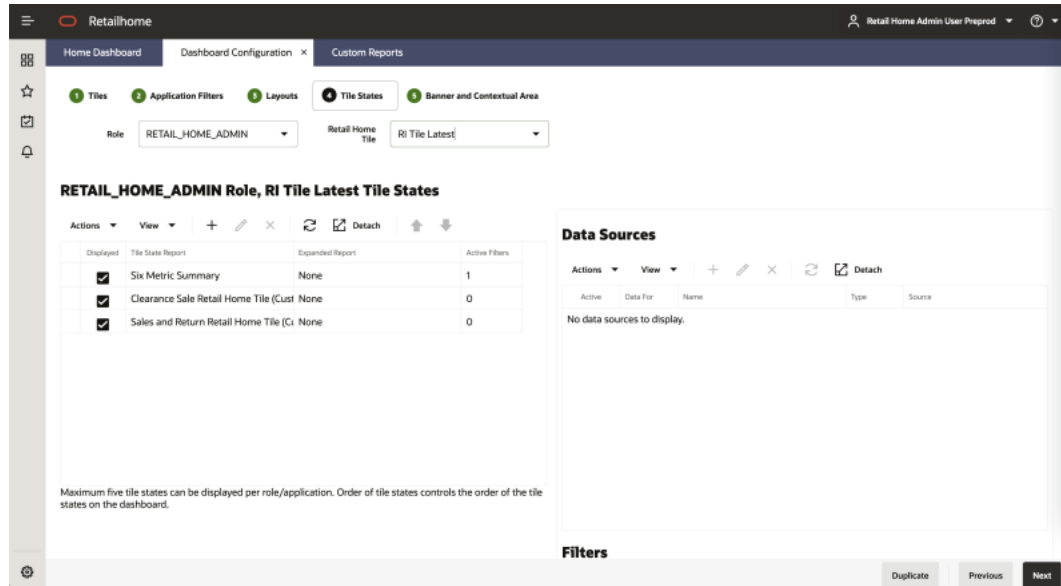 Retailhome
Retail Home Admin User Preprod
Home Dashboard
Dashboard Configuration ×
Custom Reports
1 Tiles
2 Application Filters
3 Layouts
4 Tile States
5 Banner and Contextual Area
Role RETAIL_HOME_ADMIN
Retail Home Tile RI Tile Latest
RETAIL_HOME_ADMIN Role, RI Tile Latest Tile States
Actions View Detach
Displayed Tile State Report Expanded Report Active Filters
Six Metric Summary None 1
Clearance Sale Retail Home Tile (Cust None 0
Sales and Return Retail Home Tile (Cu None 0
Maximum five tile states can be displayed per role/application. Order of tile states controls the order of the tile
states on the dashboard.
Data Sources
Actions View Detach
Active Data For Name Type Source
No data sources to display.
Filters
Duplicate Previous Next